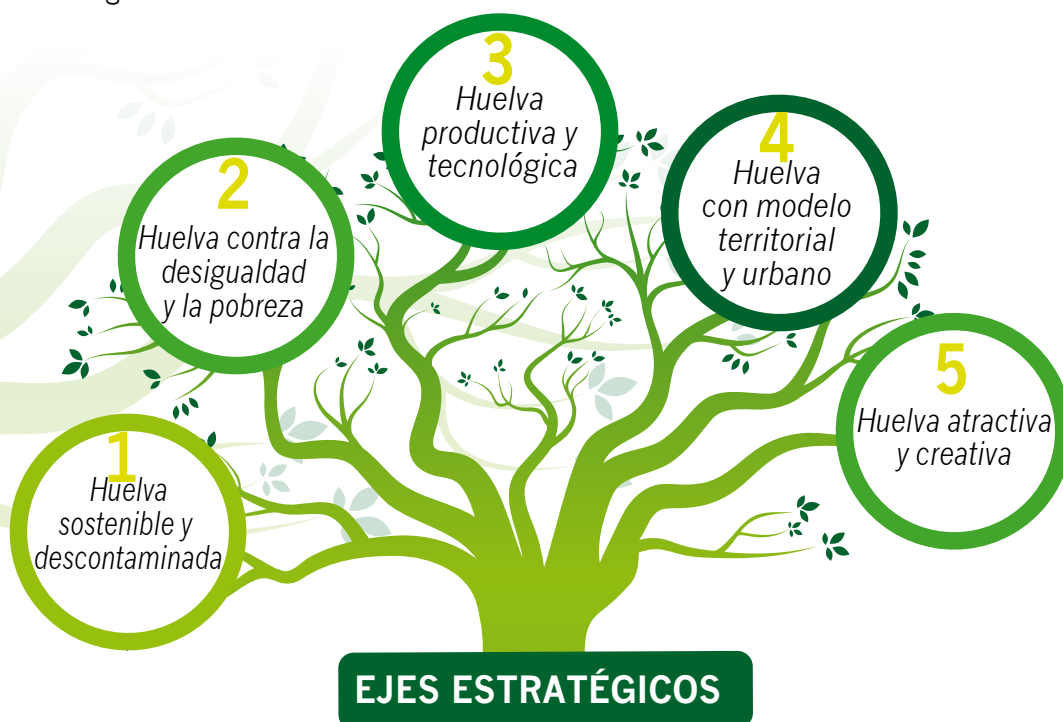 1
Huelva
sostenible y
descontaminada
2
Huelva contra la
desigualdad
y la pobreza
3
Huelva
productiva y
tecnológica
4
Huelva
con modelo
territorial
y urbano
5
Huelva atractiva
y creativa
EJES ESTRATÉGICOS